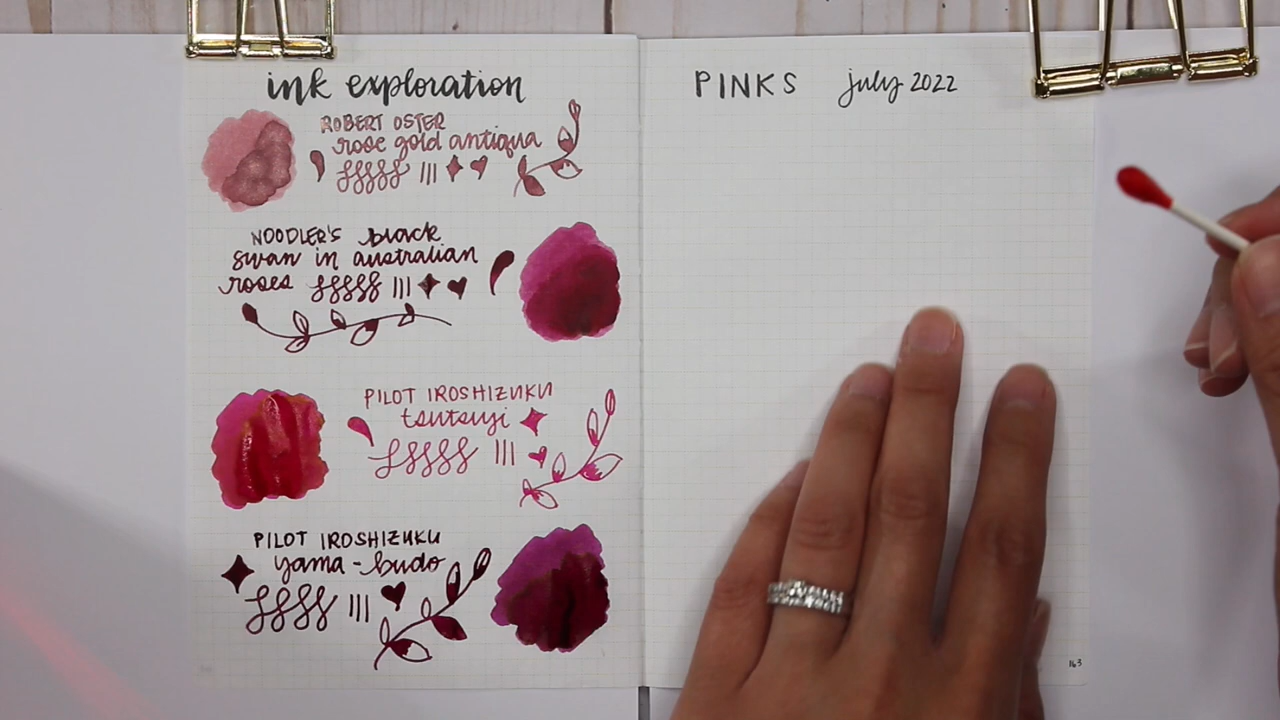 ink exploration
ROBERT OSTER
rose gold antiqua
NOODLER'S black
swan in australian
roses
PILOT IROSHIZUKU
tsutsuji
PILOT IROSHIZUKU
yama-budo
PINKS july 2022
163